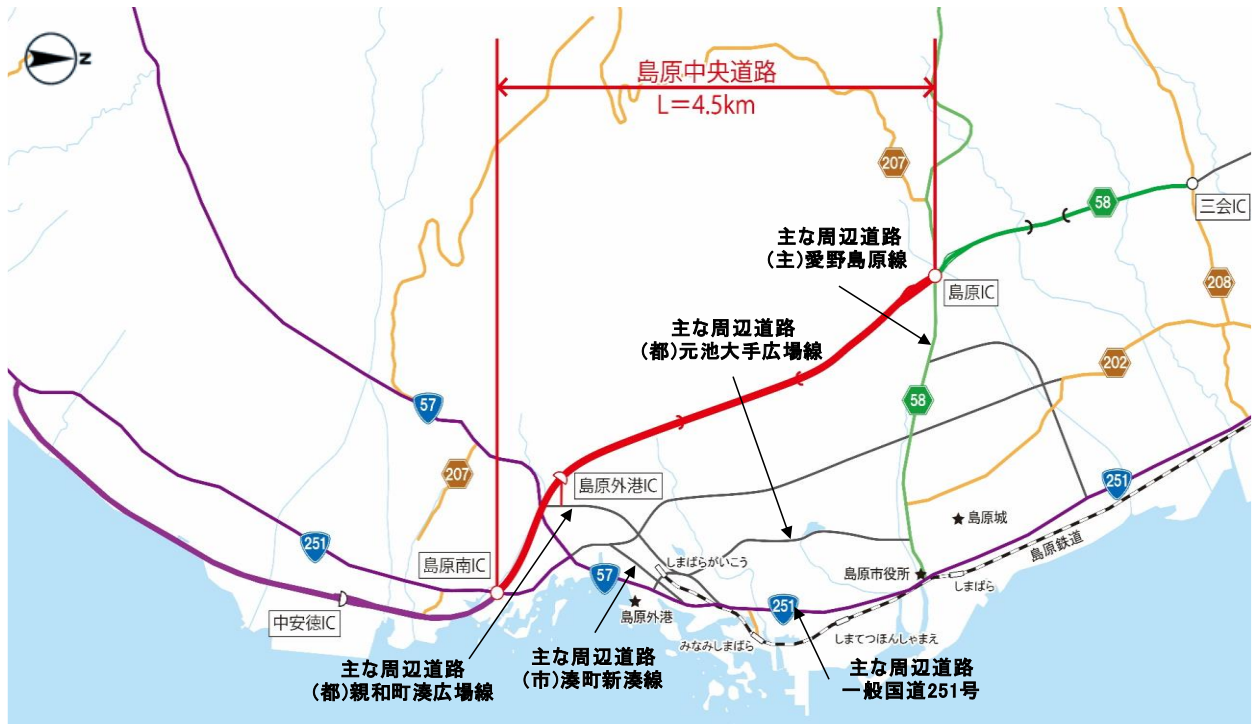 N
島原中央道路
L=4.5km
207
58
三会IC
主な周辺道路
(主)愛野島原線
島原IC
208
主な周辺道路
(都)元池大手広場線
202
57
58
207
島原外港IC
251
251
島原城
島原鉄道
島原南IC
しまばらがいこう
島原市役所
57
しまばら
中安徳IC
島原外港
251
みなみしまばら
しまてつほんしゃまえ
主な周辺道路
(都)親和町湊広場線
主な周辺道路
(市)湊町新湊線
主な周辺道路
一般国道251号